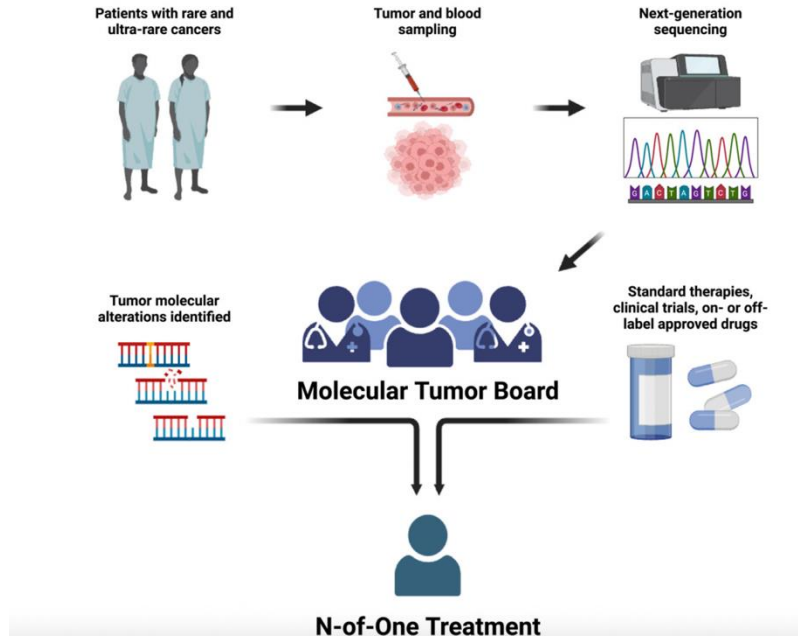 Patients with rare and
ultra-rare cancers
Tumor and blood
sampling
Next-generation
sequencing
G A C T A G T C T G
Tumor molecular
alterations identified
Standard therapies,
clinical trials, on- or off-
label approved drugs
Molecular Tumor Board
N-of-One Treatment